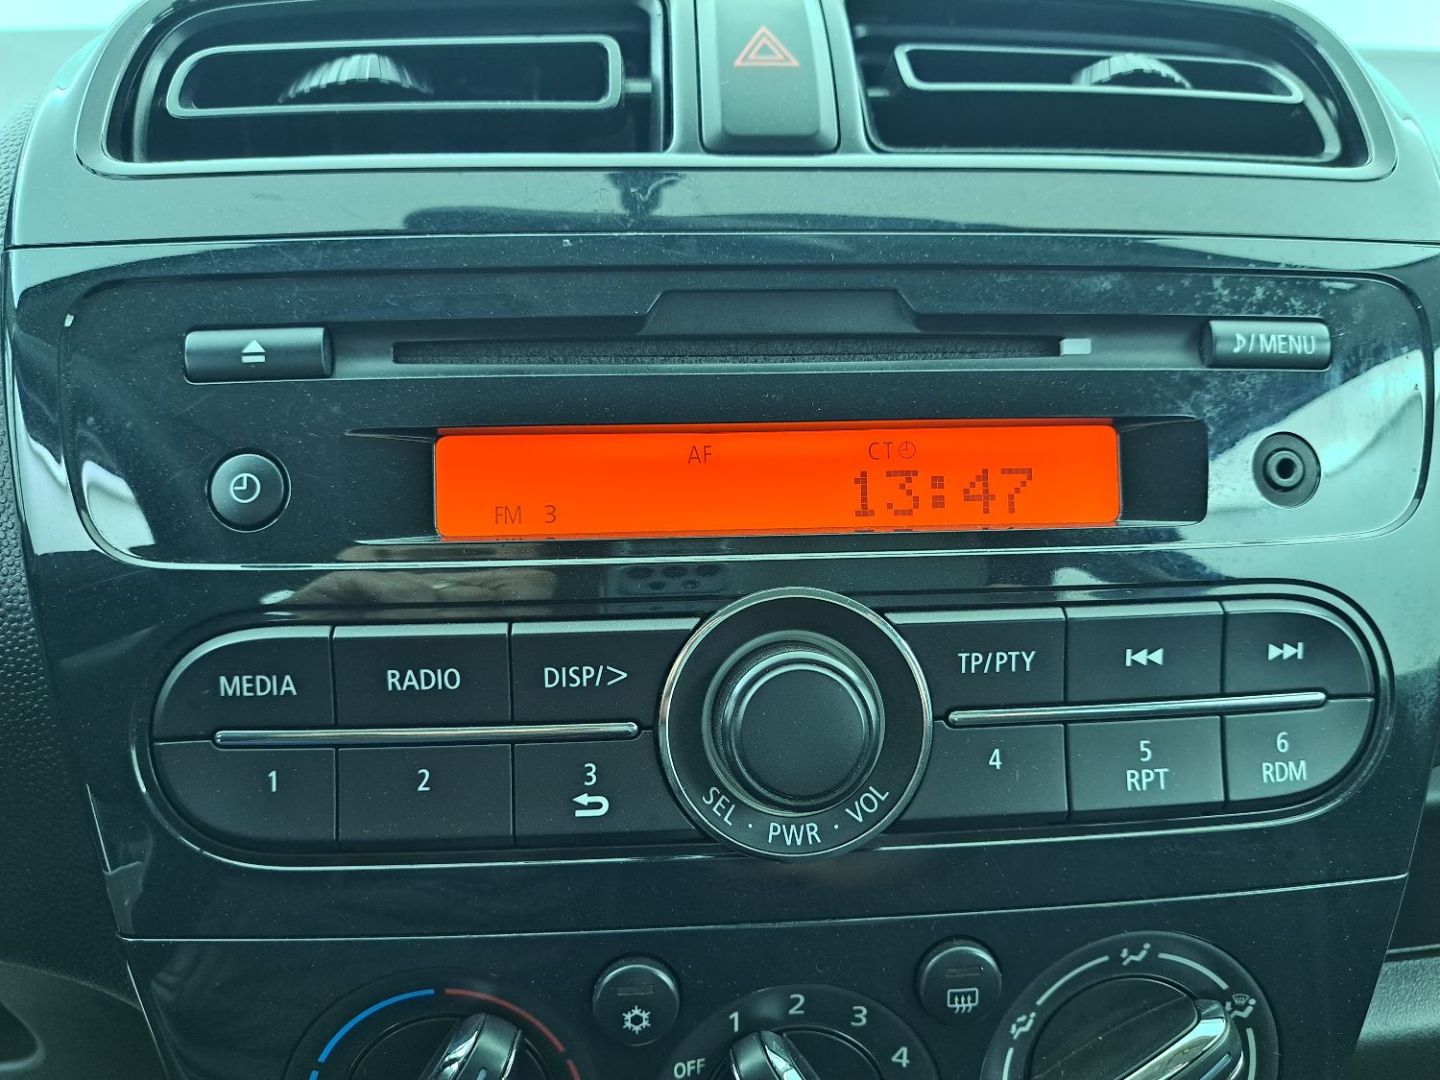 ♪/MENU
AF CT
FM 3 13:47
MEDIA RADIO DISP/> TP/PTY
1 2 3 4 5 6
RPT RDM
SEL · PWR · VOL
OFF 1 2 3 4